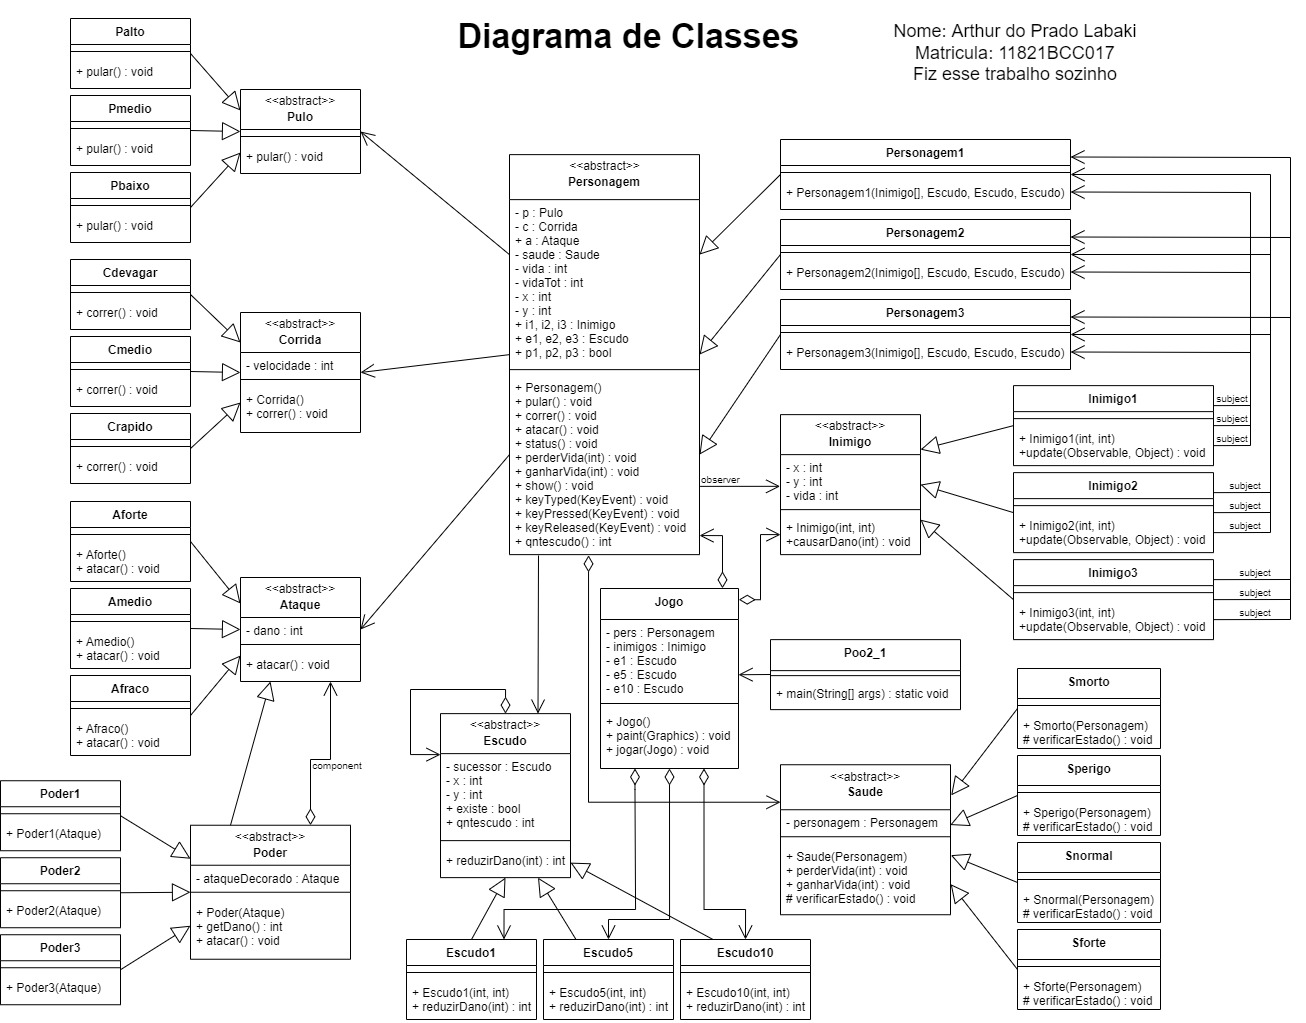 Diagrama de Classes
Nome: Arthur do Prado Labaki
Matricula: 11821BCC017
Fiz esse trabalho sozinho
Palto
+ pular() : void
Pmedio
+ pular() : void
Pbaixo
+ pular() : void
<<abstract>>
Pulo
+ pular() : void
Cdevagar
+ correr() : void
Cmedio
+ correr() : void
Crapido
+ correr() : void
<<abstract>>
Corrida
- velocidade : int
+ Corrida()
+ correr() : void
Aforte
+ Aforte()
+ atacar() : void
Amedio
+ Amedio()
+ atacar() : void
Afraco
+ Afraco()
+ atacar() : void
<<abstract>>
Ataque
- dano : int
+ atacar() : void
component
Poder1
+ Poder1(Ataque)
Poder2
+ Poder2(Ataque)
Poder3
+ Poder3(Ataque)
<<abstract>>
Poder
- ataqueDecorado : Ataque
+ Poder(Ataque)
+ getDano() : int
+ atacar() : void
<<abstract>>
Personagem
- p : Pulo
- c : Corrida
+ a : Ataque
- saude : Saude
- vida : int
- vidaTot : int
- x : int
- y : int
+ i1, i2, i3 : Inimigo
+ e1, e2, e3 : Escudo
+ p1, p2, p3 : bool
+ Personagem()
+ pular() : void
+ correr() : void
+ atacar() : void
+ status() : void
+ perderVida(int) : void
+ ganharVida(int) : void
+ show() : void
+ keyTyped(KeyEvent) : void
+ keyPressed(KeyEvent) : void
+ keyReleased(KeyEvent) : void
+ qntescudo() : int
observer
Personagem1
+ Personagem1(Inimigo[], Escudo, Escudo, Escudo)
Personagem2
+ Personagem2(Inimigo[], Escudo, Escudo, Escudo)
Personagem3
+ Personagem3(Inimigo[], Escudo, Escudo, Escudo)
<<abstract>>
Inimigo
- x : int
- y : int
- vida : int
+ Inimigo(int, int)
+causarDano(int) : void
Inimigo1
+ Inimigo1(int, int)
+update(Observable, Object) : void
subject
subject
subject
Inimigo2
+ Inimigo2(int, int)
+update(Observable, Object) : void
subject
subject
subject
Inimigo3
+ Inimigo3(int, int)
+update(Observable, Object) : void
subject
subject
subject
Jogo
- pers : Personagem
- inimigos : Inimigo
- e1 : Escudo
- e5 : Escudo
- e10 : Escudo
+ Jogo()
+ paint(Graphics) : void
+ jogar(Jogo) : void
Poo2_1
+ main(String[] args) : static void
<<abstract>>
Escudo
- sucessor : Escudo
- x : int
- y : int
+ existe : bool
+ qntescudo : int
+ reduzirDano(int) : int
Escudo1
+ Escudo1(int, int)
+ reduzirDano(int) : int
Escudo5
+ Escudo5(int, int)
+ reduzirDano(int) : int
Escudo10
+ Escudo10(int, int)
+ reduzirDano(int) : int
<<abstract>>
Saude
- personagem : Personagem
+ Saude(Personagem)
+ perderVida(int) : void
+ ganharVida(int) : void
# verificarEstado() : void
Smorto
+ Smorto(Personagem)
# verificarEstado() : void
Sperigo
+ Sperigo(Personagem)
# verificarEstado() : void
Snormal
+ Snormal(Personagem)
# verificarEstado() : void
Sforte
+ Sforte(Personagem)
# verificarEstado() : void